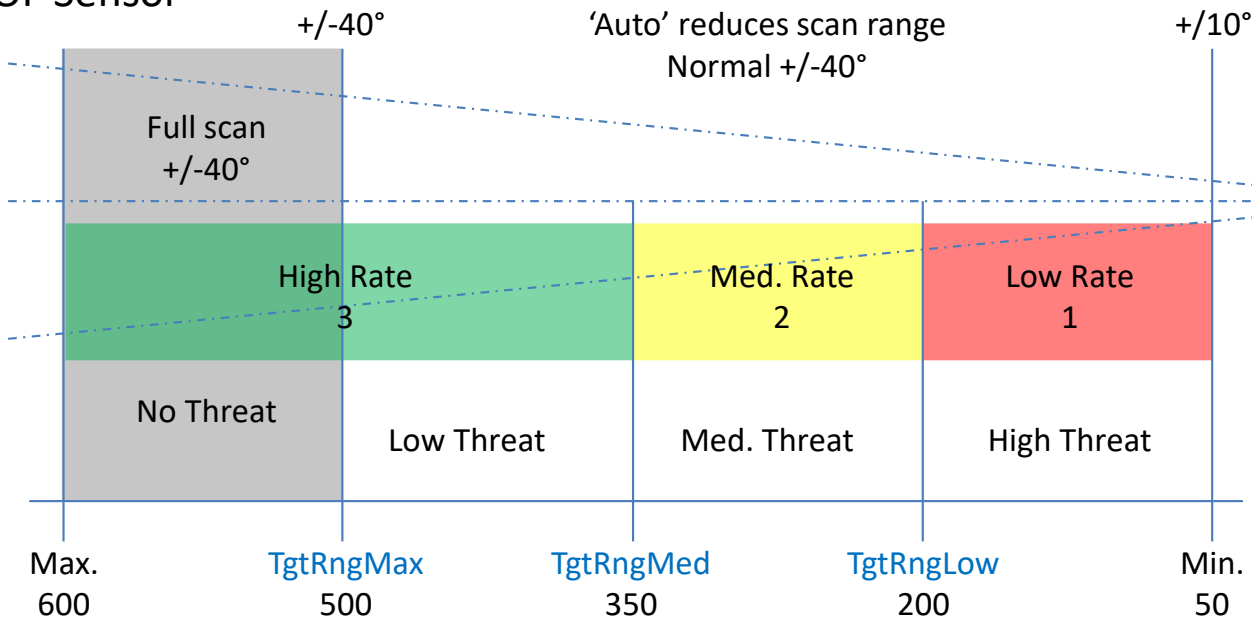 Sensor
+/-40°
'Auto' reduces scan range
Normal +/-40°
+/10°
Full scan
+/-40°
High Rate
3
Med. Rate
2
Low Rate
1
No Threat
Low Threat
Med. Threat
High Threat
Max.
600
TgtRngMax
500
TgtRngMed
350
TgtRngLow
200
Min.
50